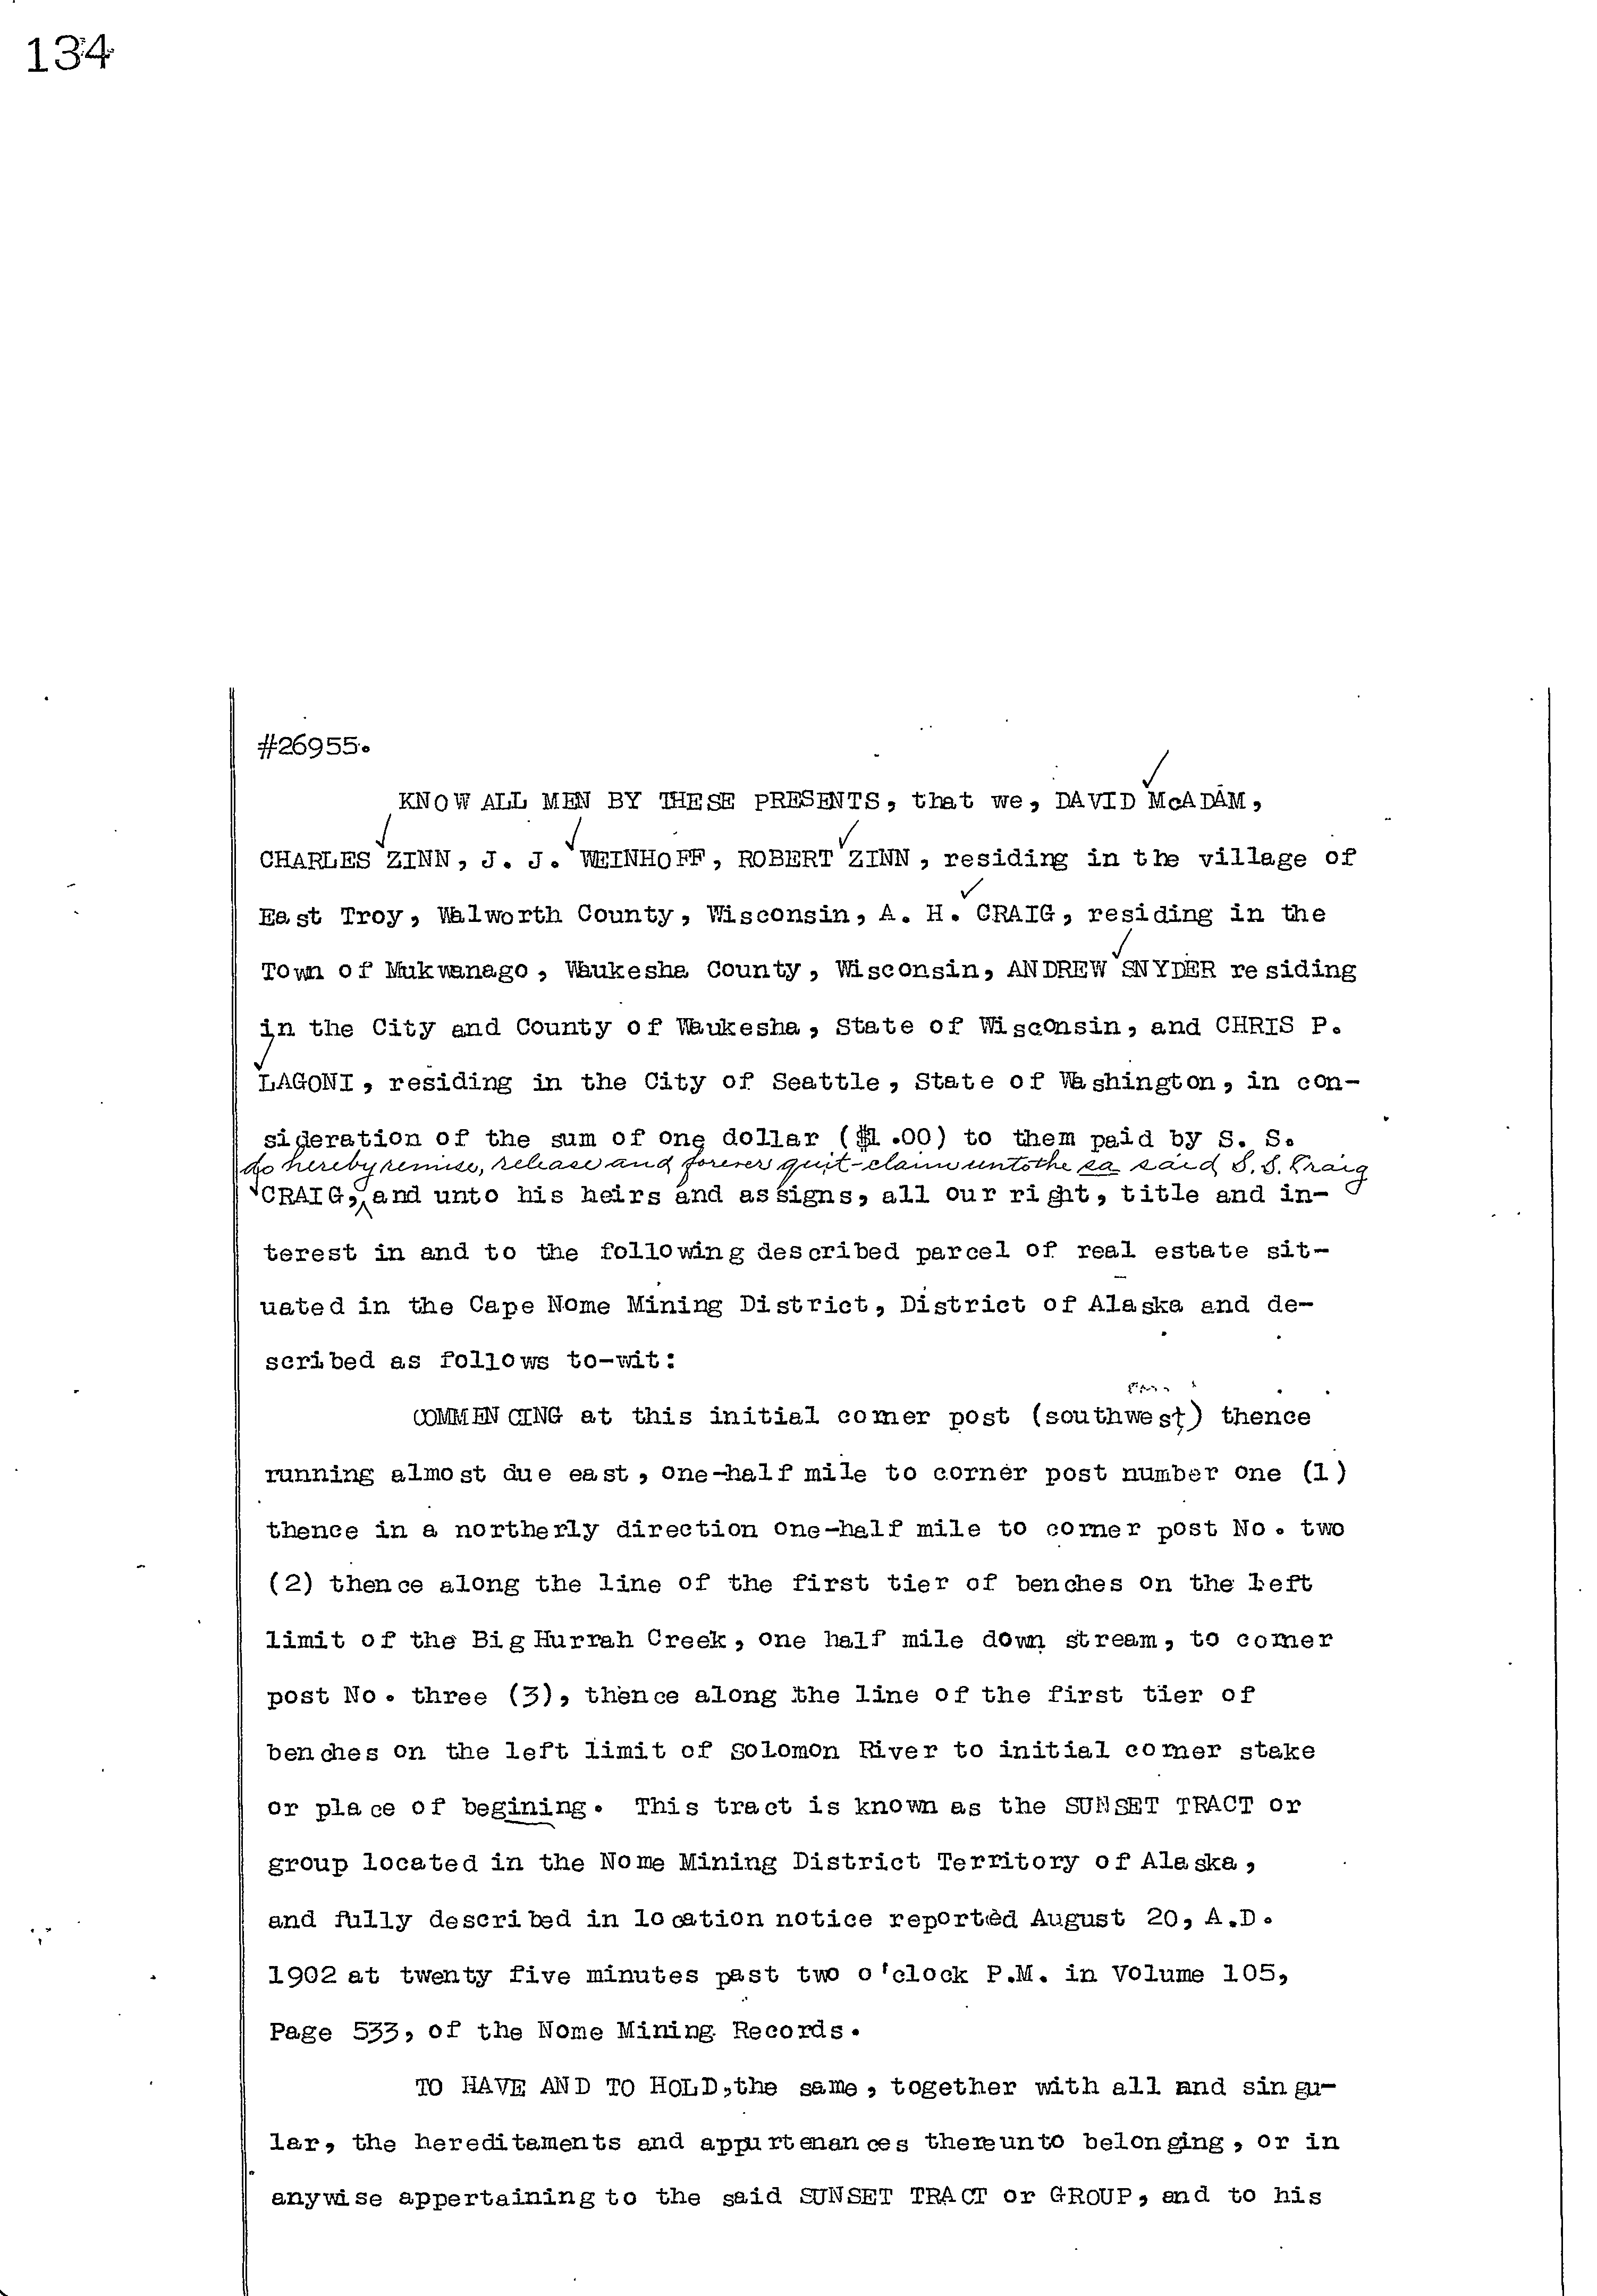 134
#26955.
KNOW ALL MEN BY THESE PRESENTS, that we, DAVID McADAM,
CHARLES ZINN, J. J. WEINHOFF, ROBERT ZINN, residing in the village of
East Troy, Walworth County, Wisconsin, A. H. CRAIG, residing in the
Town of Mukwanago, Waukesha County, Wisconsin, ANDREW SNYDER residing
in the City and County of Waukesha, State of Wisconsin, and CHRIS P.
LAGONI, residing in the City of Seattle, State of Washington, in con-
sideration of the sum of one dollar ($1.00) to them paid by S. S.
do hereby remise, release and forever quit-claim unto the sa said S. S. Craig
CRAIG, and unto his heirs and assigns, all our right, title and in-
terest in and to the following described parcel of real estate sit-
uated in the Cape Nome Mining District, District of Alaska and de-
scribed as follows to-wit:
COMMENCING at this initial corner post (southwest) thence
running almost due east, one-half mile to corner post number one (1)
thence in a northerly direction one-half mile to corner post No. two
(2) thence along the line of the first tier of benches on the left
limit of the Big Hurrah Creek, one half mile down stream, to corner
post No. three (3), thence along the line of the first tier of
benches on the left limit of Solomon River to initial corner stake
or place of begining. This tract is known as the SUNSET TRACT or
group located in the Nome Mining District Territory of Alaska,
and fully described in location notice reported August 20, A.D.
1902 at twenty five minutes past two o'clock P.M. in Volume 105,
Page 533, of the Nome Mining Records.
TO HAVE AND TO HOLD, the same, together with all and singu-
lar, the hereditaments and appurtenances thereunto belonging, or in
anywise appertaining to the said SUNSET TRACT or GROUP, and to his